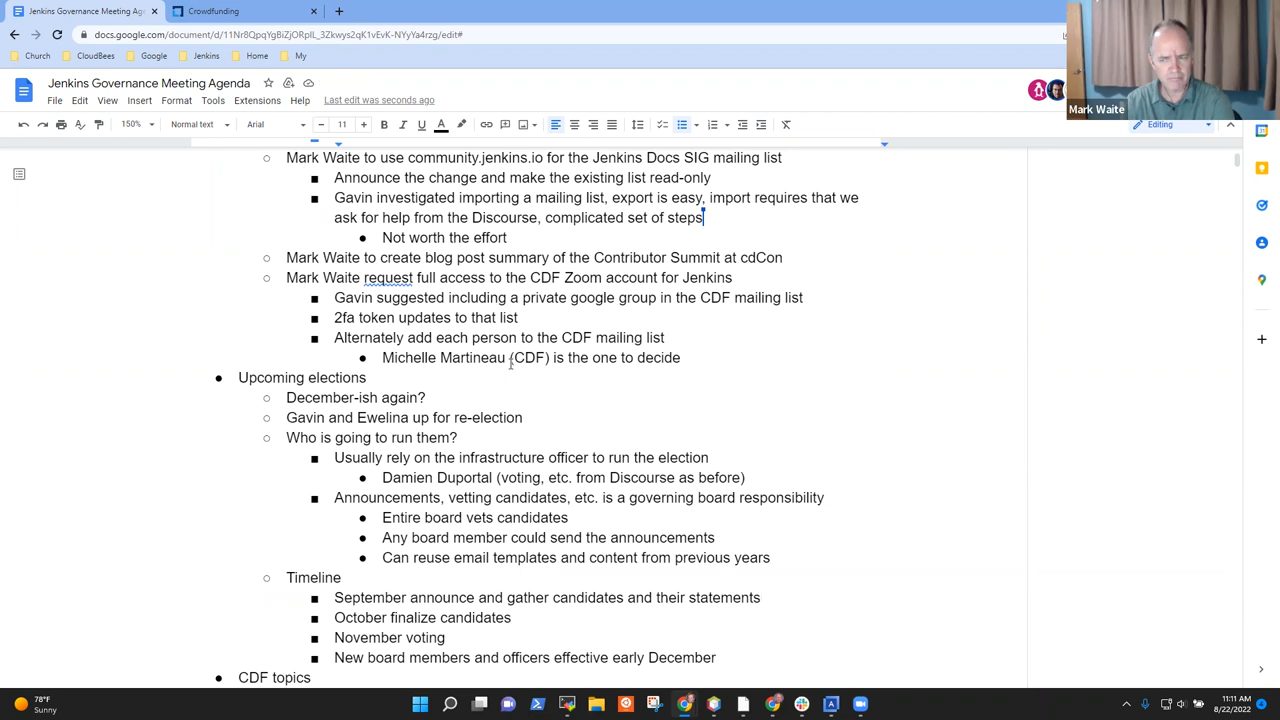 Jenkins Governance Meeting Age
Crowdfunding
docs.google.com/document/d/11Nr8QpqYgBiZjORpIL_3Zkwys2qK1vEvK-NYyYa4rzg/edit#
Church
CloudBees
Google
Jenkins
Home
My
Jenkins Governance Meeting Agenda
File Edit View Insert Format Tools Extensions Help Last edit was seconds ago
Mark Waite
150% Normal text Arial 11 Editing
Mark Waite to use community.jenkins.io for the Jenkins Docs SIG mailing list
Announce the change and make the existing list read-only
Gavin investigated importing a mailing list, export is easy, import requires that we
ask for help from the Discourse, complicated set of steps
Not worth the effort
Mark Waite to create blog post summary of the Contributor Summit at cdCon
Mark Waite request full access to the CDF Zoom account for Jenkins
Gavin suggested including a private google group in the CDF mailing list
2fa token updates to that list
Alternately add each person to the CDF mailing list
Michelle Martineau (CDF) is the one to decide
Upcoming elections
December-ish again?
Gavin and Ewelina up for re-election
Who is going to run them?
Usually rely on the infrastructure officer to run the election
Damien Duportal (voting, etc. from Discourse as before)
Announcements, vetting candidates, etc. is a governing board responsibility
Entire board vets candidates
Any board member could send the announcements
Can reuse email templates and content from previous years
Timeline
September announce and gather candidates and their statements
October finalize candidates
November voting
New board members and officers effective early December
CDF topics
78°F
Sunny
11:11 AM
8/22/2022